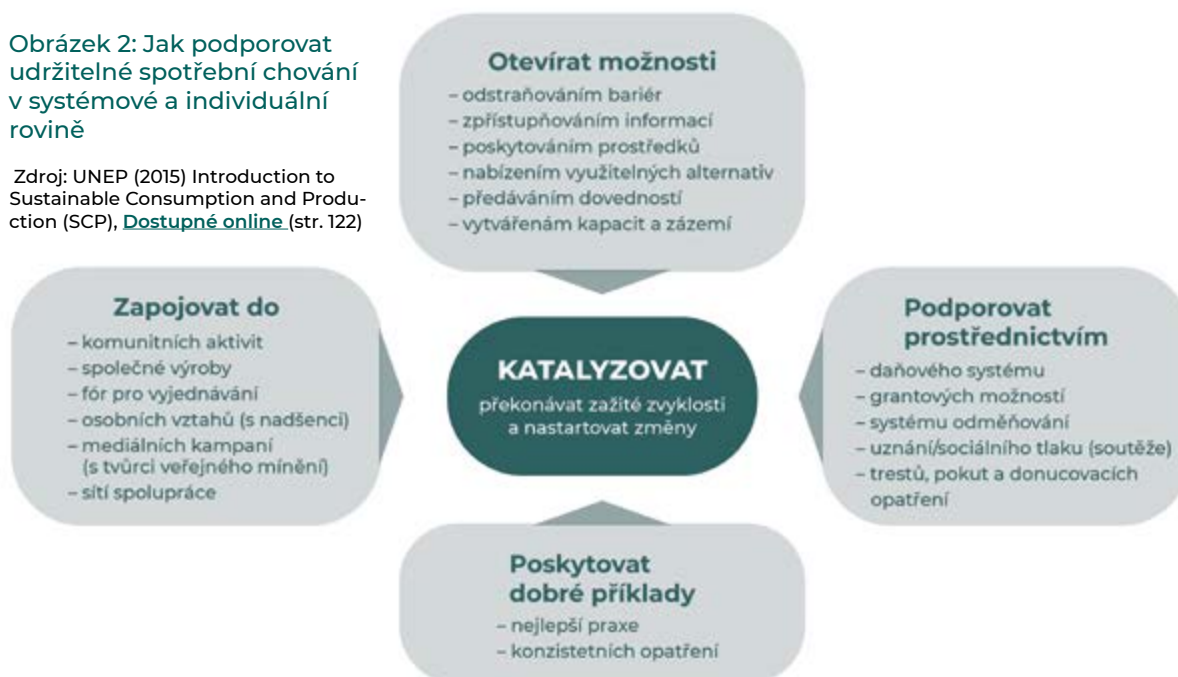 Obrázek 2: Jak podporovat
udržitelné spotřební chování
v systémové a individuální
rovině
Zdroj: UNEP (2015) Introduction to
Sustainable Consumption and Produ-
ction (SCP), Dostupné online (str. 122)
Otevírat možnosti
– odstraňováním bariér
– zpřístupňováním informací
– poskytováním prostředků
– nabízením využitelných alternativ
– předáváním dovedností
– vytvářenám kapacit a zázemí
Zapojovat do
– komunitních aktivit
– společné výroby
– fór pro vyjednávání
– osobních vztahů (s nadšenci)
– mediálních kampaní
(s tvůrci veřejného mínění)
– sítí spolupráce
KATALYZOVAT
překonávat zažité zvyklosti
a nastartovat změny
Podporovat
prostřednictvím
– daňového systému
– grantových možností
– systému odměňování
– uznání/sociálního tlaku (soutěže)
– trestů, pokut a donucovacích
opatření
Poskytovat
dobré příklady
– nejlepší praxe
– konzistetních opatření